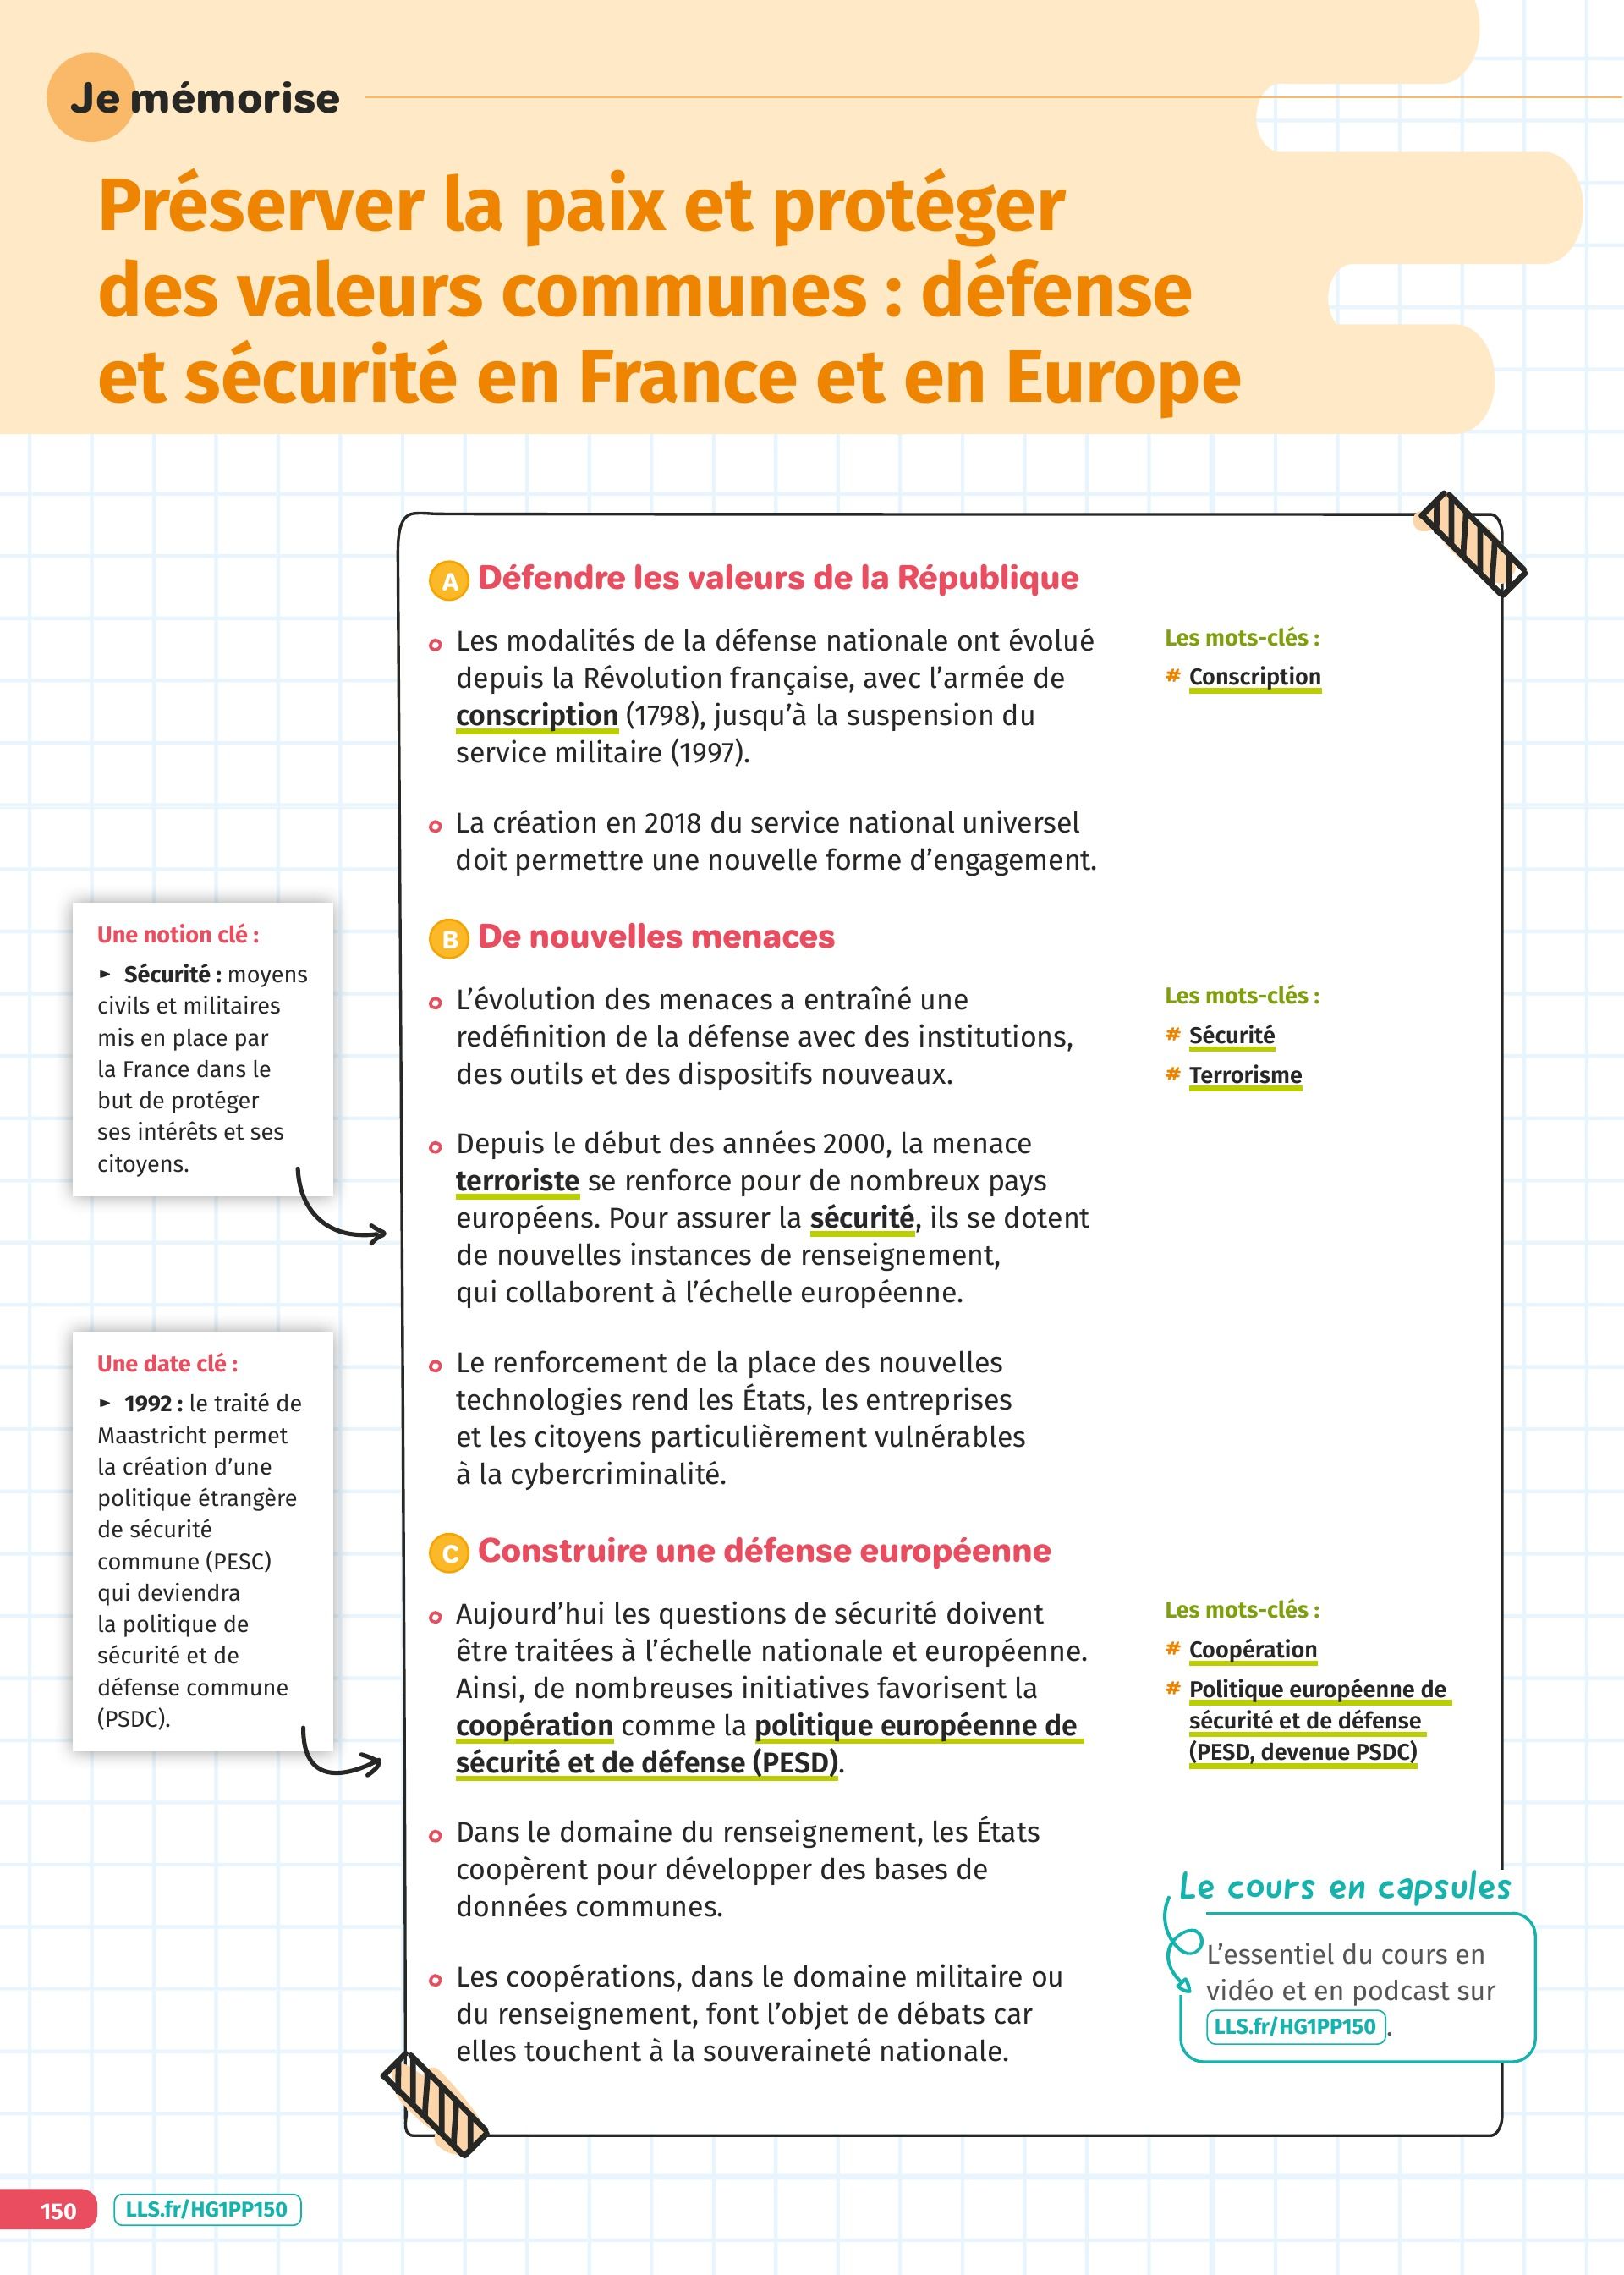 Je mémorise
Préserver la paix et protéger
des valeurs communes : défense
et sécurité en France et en Europe
A Défendre les valeurs de la République
Les modalités de la défense nationale ont évolué
depuis la Révolution française, avec l’armée de
conscription (1798), jusqu’à la suspension du
service militaire (1997).
La création en 2018 du service national universel
doit permettre une nouvelle forme d’engagement.
Les mots-clés :
# Conscription
B De nouvelles menaces
L’évolution des menaces a entraîné une
redéfinition de la défense avec des institutions,
des outils et des dispositifs nouveaux.
Depuis le début des années 2000, la menace
terroriste se renforce pour de nombreux pays
européens. Pour assurer la sécurité, ils se dotent
de nouvelles instances de renseignement,
qui collaborent à l’échelle européenne.
Le renforcement de la place des nouvelles
technologies rend les États, les entreprises
et les citoyens particulièrement vulnérables
à la cybercriminalité.
Les mots-clés :
# Sécurité
# Terrorisme
Une notion clé :
► Sécurité : moyens
civils et militaires
mis en place par
la France dans le
but de protéger
ses intérêts et ses
citoyens.
Une date clé :
► 1992 : le traité de
Maastricht permet
la création d’une
politique étrangère
de sécurité
commune (PESC)
qui deviendra
la politique de
sécurité et de
défense commune
(PSDC).
C Construire une défense européenne
Aujourd’hui les questions de sécurité doivent
être traitées à l’échelle nationale et européenne.
Ainsi, de nombreuses initiatives favorisent la
coopération comme la politique européenne de
sécurité et de défense (PESD).
Dans le domaine du renseignement, les États
coopèrent pour développer des bases de
données communes.
Les coopérations, dans le domaine militaire ou
du renseignement, font l’objet de débats car
elles touchent à la souveraineté nationale.
Les mots-clés :
# Coopération
# Politique européenne de
sécurité et de défense
(PESD, devenue PSDC)
Le cours en capsules
L’essentiel du cours en
vidéo et en podcast sur
LLS.fr/HG1PP150.
150
LLS.fr/HG1PP150